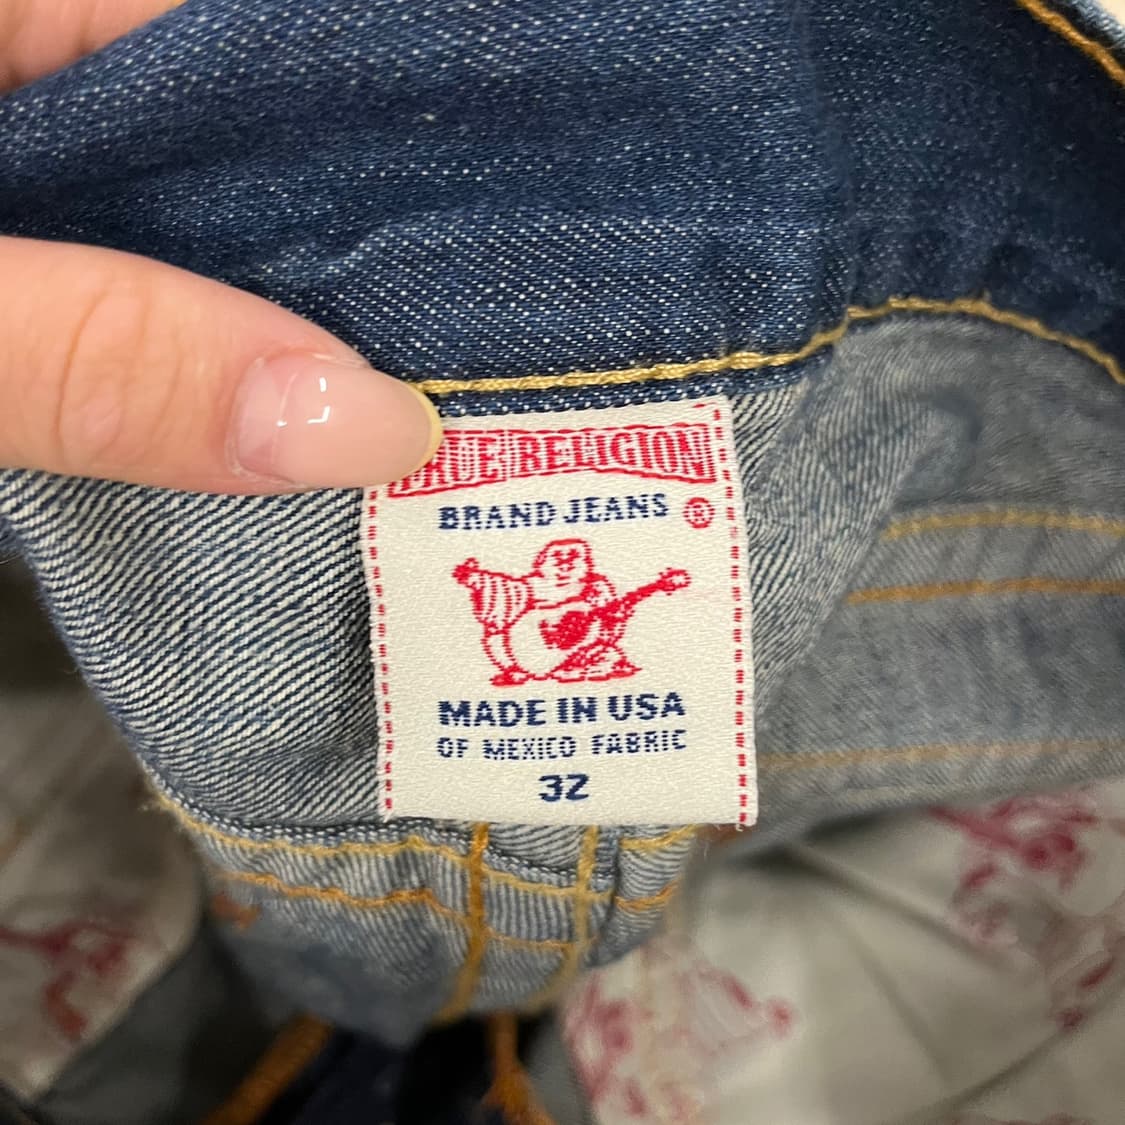 TRUE RELIGION
BRAND JEANS ®
MADE IN USA
OF MEXICO FABRIC
32